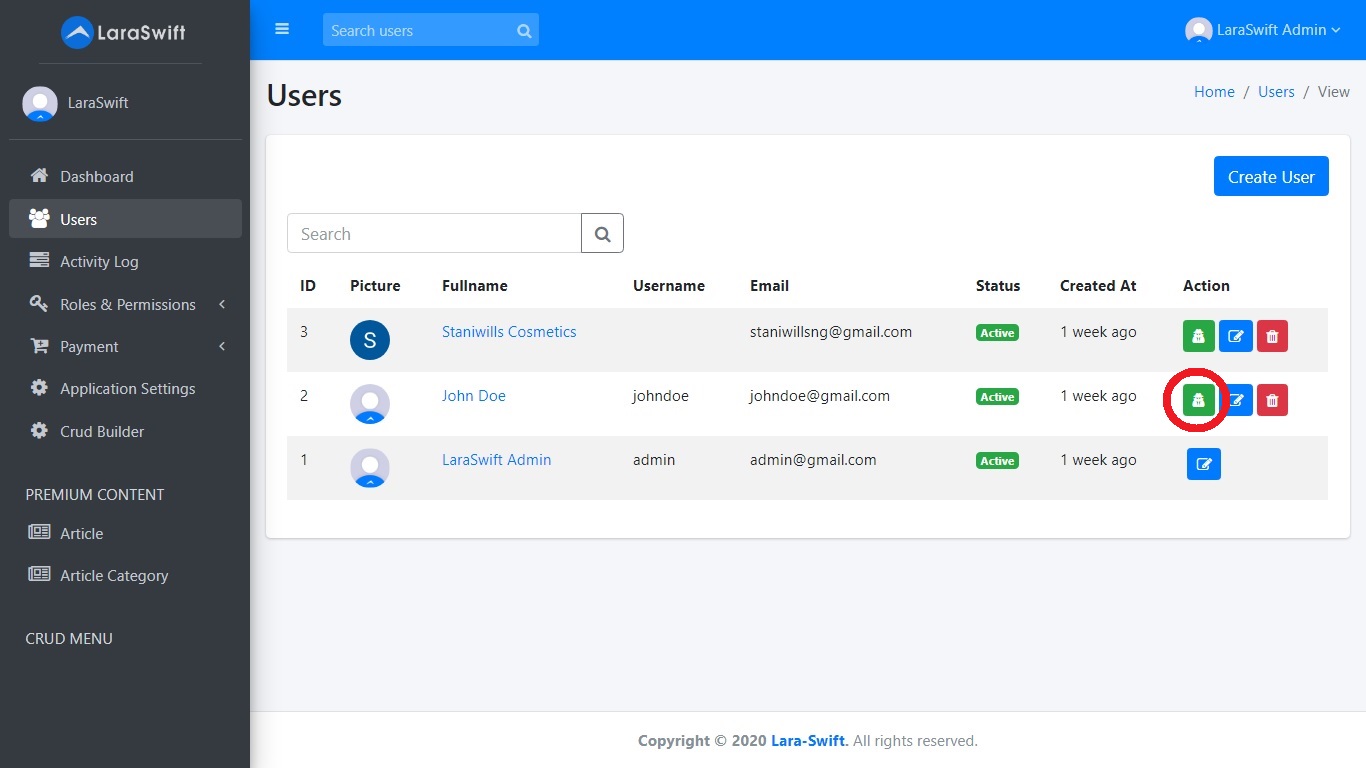 LaraSwift
LaraSwift
Dashboard
Users
Activity Log
Roles & Permissions
Payment
Application Settings
Crud Builder
PREMIUM CONTENT
Article
Article Category
CRUD MENU
Search users
LaraSwift Admin
Users
Home / Users / View
Create User
Search
ID Picture Fullname Username Email Status Created At Action
3 S Staniwills Cosmetics staniwillsng@gmail.com Active 1 week ago
2 John Doe johndoe johndoe@gmail.com Active 1 week ago
1 LaraSwift Admin admin admin@gmail.com Active 1 week ago
Copyright © 2020 Lara-Swift. All rights reserved.